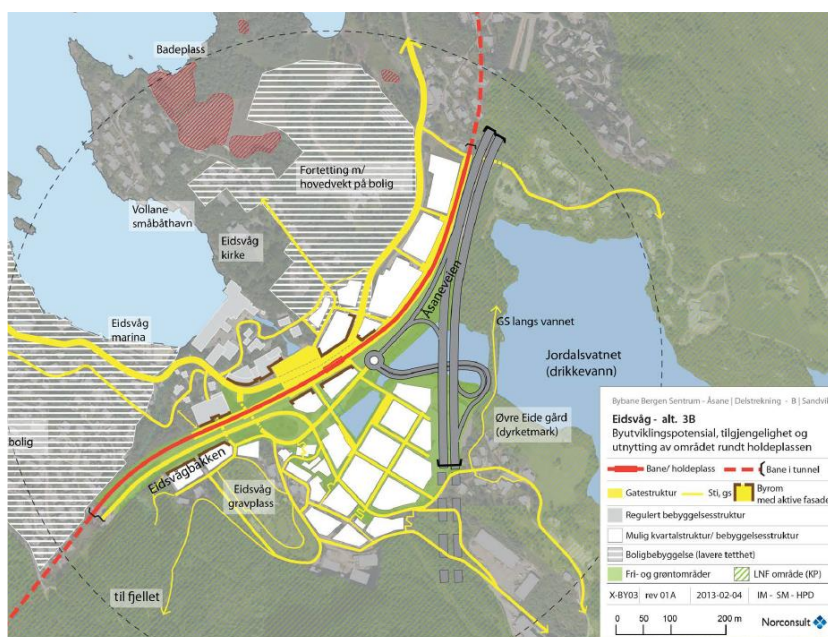 Badeplass
Fortetting m/
hovedvekt på bolig
Vollane
småbåthavn
Eidsvåg
kirke
Åsaneveien
GS langs vannet
Eidsvåg
marina
Jordalsvatnet
(drikkevann)
Øvre Eide gård
(dyrketmark)
bolig
Eidsvågbakken
Eidsvåg
gravplass
til fjellet
Bybane Bergen Sentrum - Åsane | Delstrekning - B | Sandvik
Eidsvåg - alt. 3B
Byutviklingspotensial, tilgjengelighet og
utnytting av området rundt holdeplassen
Bane/ holdeplass
Bane i tunnel
Gatestruktur
Sti, gs
Byrom
med aktive fasade
Regulert bebyggelsesstruktur
Mulig kvartalstruktur/ bebyggelsesstruktur
Boligbebyggelse (lavere tetthet)
Fri- og grøntområder
LNF område (KP)
X-BY03 rev 01A 2013-02-04 IM - SM - HPD
0 50 100 200 m
Norconsult